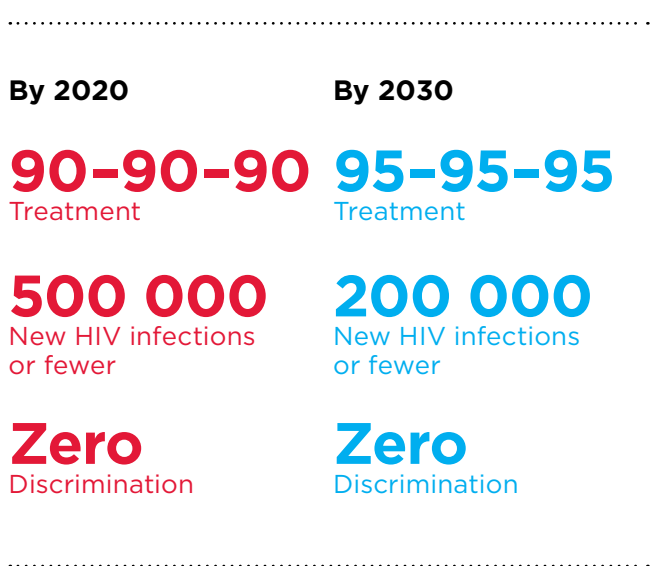 By 2020
90–90–90
Treatment
500 000
New HIV infections
or fewer
Zero
Discrimination
By 2030
95–95–95
Treatment
200 000
New HIV infections
or fewer
Zero
Discrimination